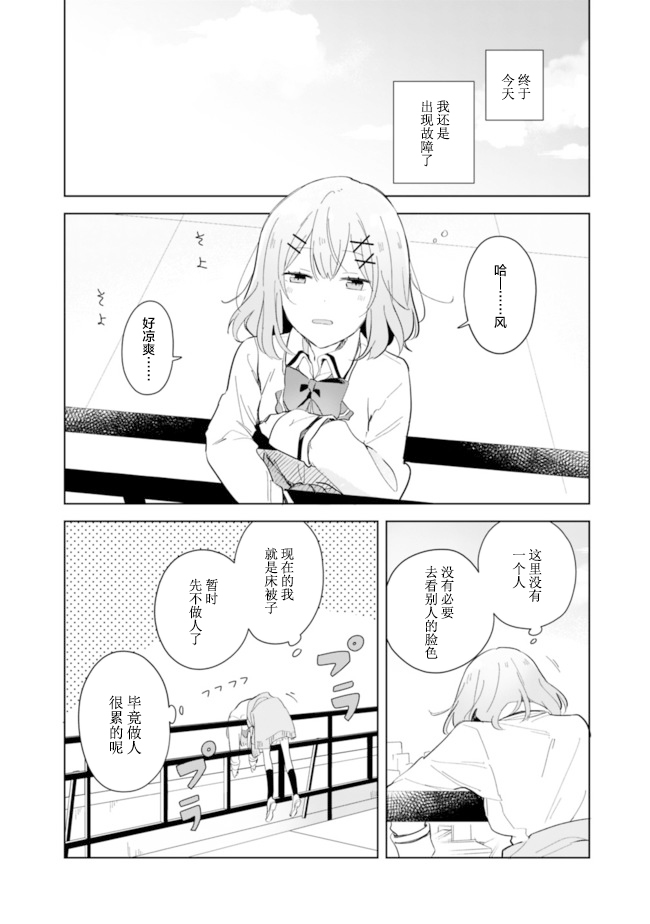 终于
今天
我还是
出现故障了
哈—……风
そよ
そよ
好凉爽……
这里没有
一个人
没有必要
去看别人的脸色
现在的我
就是床被子
暂时
先不做人了
プラ
フフフフ
毕竟做人
很累的呢
プラ